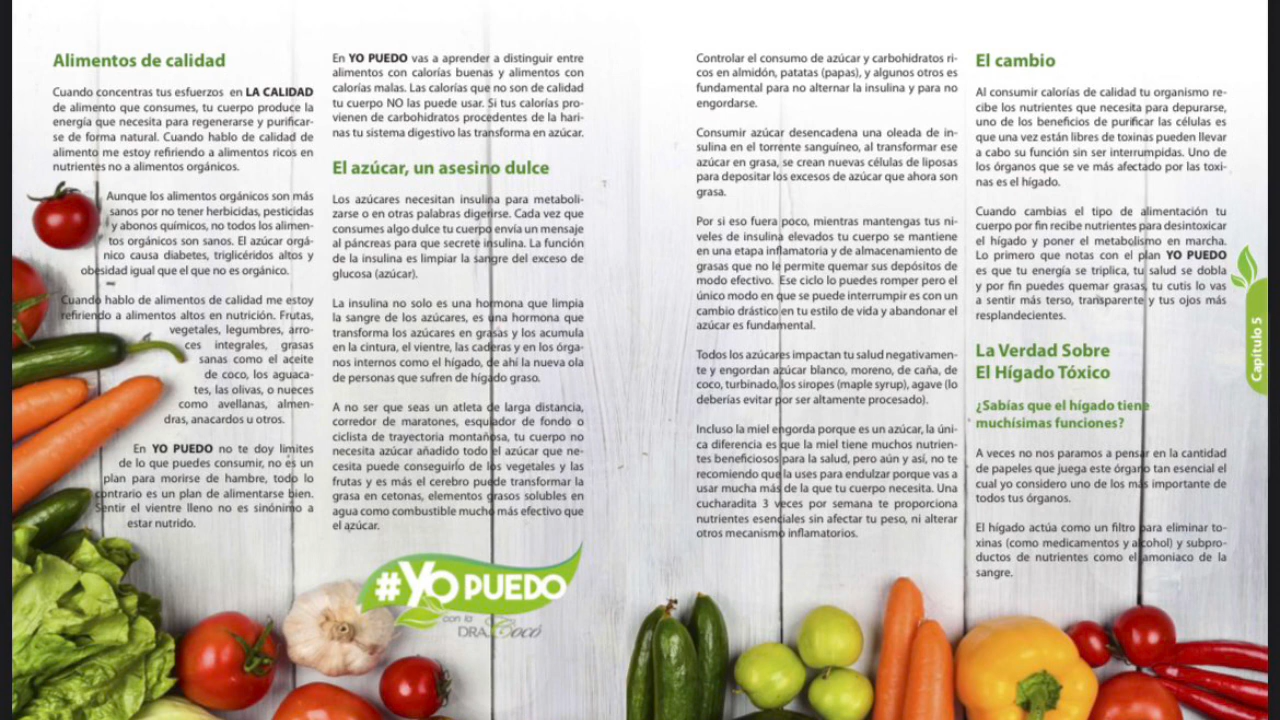 Alimentos de calidad
Cuando concentras tus esfuerzos en LA CALIDAD
de alimento que consumes, tu cuerpo produce la
energía que necesita para regenerarse y purificar-
se de forma natural. Cuando hablo de calidad de
alimento me estoy refiriendo a alimentos ricos en
nutrientes no a alimentos orgánicos.
Aunque los alimentos orgánicos son más
sanos por no tener herbicidas, pesticidas
y abonos químicos, no todos los alimen-
tos orgánicos son sanos. El azúcar orgá-
nico causa diabetes, triglicéridos altos y
obesidad igual que el que no es orgánico.
Cuando hablo de alimentos de calidad me estoy
refiriendo a alimentos altos en nutrición. Frutas,
vegetales, legumbres, arro-
ces integrales, grasas
sanas como el aceite
de coco, los aguaca-
tes, las olivas, o nueces
como avellanas, almen-
dras, anacardos u otros.
En YO PUEDO no te doy límites
de lo que puedes consumir, no es un
plan para morirse de hambre, todo lo
contrario es un plan de alimentarse bien.
Sentir el vientre lleno no es sinónimo a
estar nutrido.
En YO PUEDO vas a aprender a distinguir entre
alimentos con calorías buenas y alimentos con
calorías malas. Las calorías que no son de calidad
tu cuerpo NO las puede usar. Si tus calorías pro-
vienen de carbohidratos procedentes de la hari-
nas tu sistema digestivo las transforma en azúcar.
El azúcar, un asesino dulce
Los azúcares necesitan insulina para metaboli-
zarse o en otras palabras digerirse. Cada vez que
consumes algo dulce tu cuerpo envía un mensaje
al páncreas para que secrete insulina. La función
de la insulina es limpiar la sangre del exceso de
glucosa (azúcar).
La insulina no solo es una hormona que limpia
la sangre de los azúcares, es una hormona que
transforma los azúcares en grasas y los acumula
en la cintura, el vientre, las caderas y en los órga-
nos internos como el hígado, de ahí la nueva ola
de personas que sufren de hígado graso.
A no ser que seas un atleta de larga distancia,
corredor de maratones, esquiador de fondo o
ciclista de trayectoria montañosa, tu cuerpo no
necesita azúcar añadido todo el azúcar que ne-
cesita puede conseguirlo de los vegetales y las
frutas y es más el cerebro puede transformar la
grasa en cetonas, elementos grasos solubles en
agua como combustible mucho más efectivo que
el azúcar.
#YO PUEDO
con la
DRA. Cocó
Controlar el consumo de azúcar y carbohidratos ri-
cos en almidón, patatas (papas), y algunos otros es
fundamental para no alternar la insulina y para no
engordarse.
Consumir azúcar desencadena una oleada de in-
sulina en el torrente sanguíneo, al transformar ese
azúcar en grasa, se crean nuevas células de liposas
para depositar los excesos de azúcar que ahora son
grasa.
Por si eso fuera poco, mientras mantengas tus ni-
veles de insulina elevados tu cuerpo se mantiene
en una etapa inflamatoria y de almacenamiento de
grasas que no le permite quemar sus depósitos de
modo efectivo. Ese ciclo lo puedes romper pero el
único modo en que se puede interrumpir es con un
cambio drástico en tu estilo de vida y abandonar el
azúcar es fundamental.
Todos los azúcares impactan tu salud negativamen-
te y engordan azúcar blanco, moreno, de caña, de
coco, turbinado, los siropes (maple syrup), agave (lo
deberías evitar por ser altamente procesado).
Incluso la miel engorda porque es un azúcar, la úni-
ca diferencia es que la miel tiene muchos nutrien-
tes beneficiosos para la salud, pero aún y así, no te
recomiendo que la uses para endulzar porque vas a
usar mucha más de la que tu cuerpo necesita. Una
cucharadita 3 veces por semana te proporciona
nutrientes esenciales sin afectar tu peso, ni alterar
otros mecanismo inflamatorios.
El cambio
Al consumir calorías de calidad tu organismo re-
cibe los nutrientes que necesita para depurarse,
uno de los beneficios de purificar las células es
que una vez están libres de toxinas pueden llevar
a cabo su función sin ser interrumpidas. Uno de
los órganos que se ve más afectado por las toxi-
nas es el hígado.
Cuando cambias el tipo de alimentación tu
cuerpo por fin recibe nutrientes para desintoxicar
el hígado y poner el metabolismo en marcha.
Lo primero que notas con el plan YO PUEDO
es que tu energía se triplica, tu salud se dobla
y por fin puedes quemar grasas, tu cutis lo vas
a sentir más terso, transparente y tus ojos más
resplandecientes.
La Verdad Sobre
El Hígado Tóxico
¿Sabías que el hígado tiene
muchísimas funciones?
A veces no nos paramos a pensar en la cantidad
de papeles que juega este órgano tan esencial el
cual yo considero uno de los más importante de
todos tus órganos.
El hígado actúa como un filtro para eliminar to-
xinas (como medicamentos y alcohol) y subpro-
ductos de nutrientes como el amoniaco de la
sangre.
Capítulo 5